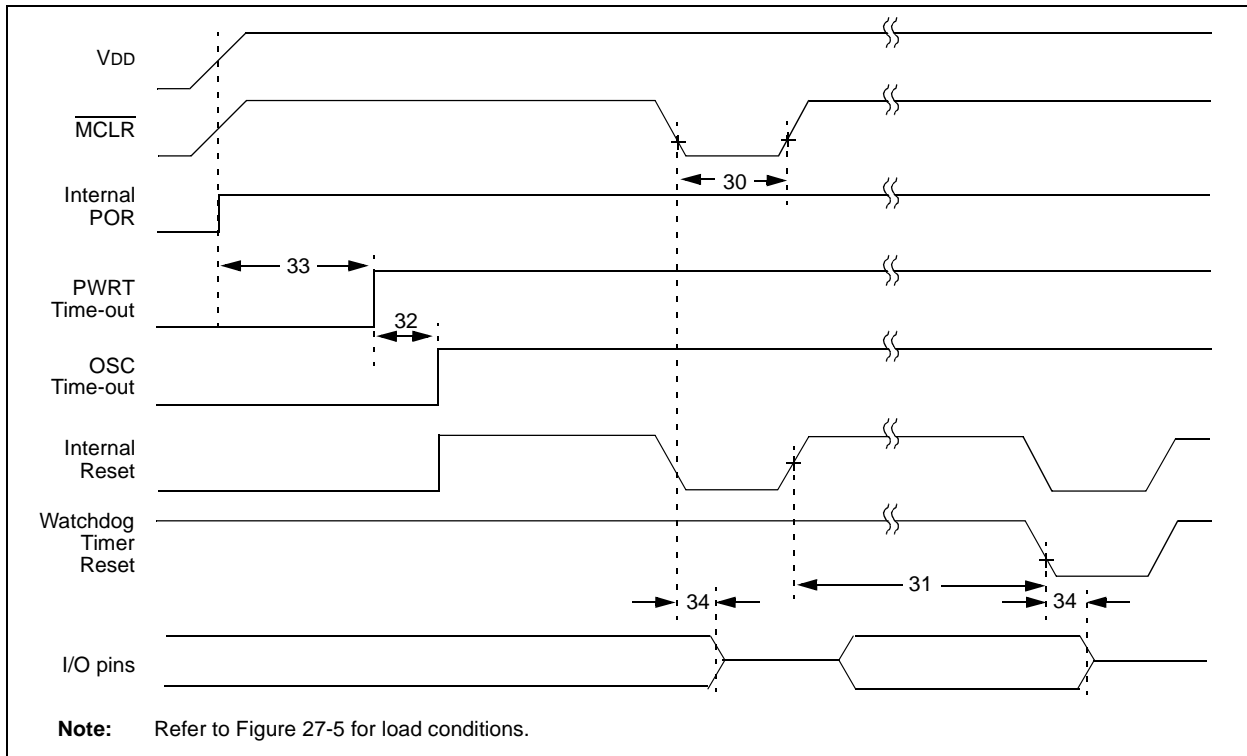 VDD
MCLR
30
Internal
POR
33
PWRT
Time-out
32
OSC
Time-out
Internal
Reset
Watchdog
Timer
Reset
31
34
34
I/O pins
Note: Refer to Figure 27-5 for load conditions.